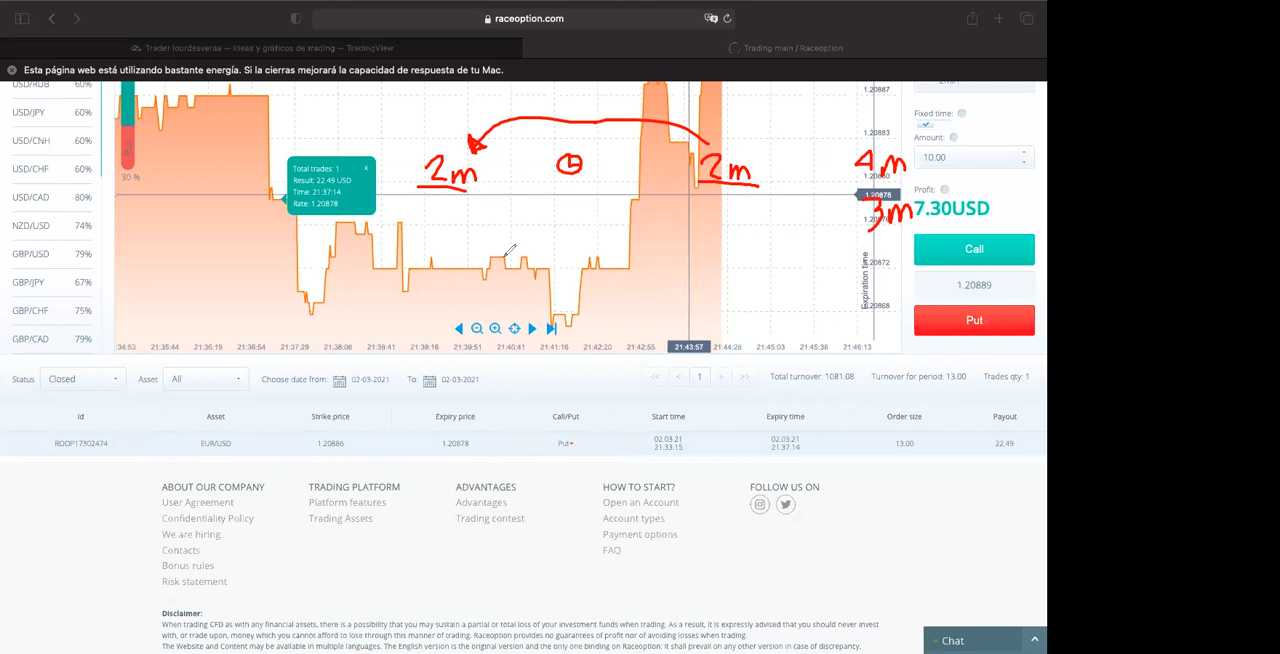 raceoption.com
Trader lourdesveraa — Ideas y gráficos de trading — TradingView
Trading main / Raceoption
Esta página web está utilizando bastante energía. Si la cierras mejorará la capacidad de respuesta de tu Mac.
USD/RUB 60%
USD/JPY 60%
USD/CNH 60%
USD/CHF 60%
USD/CAD 80%
NZD/USD 74%
GBP/USD 79%
GBP/JPY 67%
GBP/CHF 75%
GBP/CAD 79%
Put
30 %
Total trades: 1 x
Result: 22.49 USD
Time: 21:37:14
Rate: 1.20878
2m
2m
4m
3m
1.20887
1.20883
1.20880
1.20878
1.20872
1.20868
Expiration time
:34:53 21:35:44 21:36:19 21:36:54 21:37:29 21:38:06 21:38:41 21:39:16 21:39:51 21:40:41 21:41:16 21:42:20 21:42:55 21:43:57 21:44:28 21:45:03 21:45:38 21:46:13
Fixed time:
Amount:
10.00
Profit:
7.30USD
Call
1.20889
Put
Status Closed Asset All Choose date from: 02-03-2021 To: 02-03-2021 << < 1 > >> Total turnover: 1081.08 Turnover for period: 13.00 Trades qty: 1
Id Asset Strike price Expiry price Call/Put Start time Expiry time Order size Payout
ROOP17302474 EUR/USD 1.20886 1.20878 Put 02.03.21 21:33:15 02.03.21 21:37:14 13.00 22.49
ABOUT OUR COMPANY
User Agreement
Confidentiality Policy
We are hiring
Contacts
Bonus rules
Risk statement
TRADING PLATFORM
Platform features
Trading Assets
ADVANTAGES
Advantages
Trading contest
HOW TO START?
Open an Account
Account types
Payment options
FAQ
FOLLOW US ON
Disclaimer:
When trading CFD as with any financial assets, there is a possibility that you may sustain a partial or total loss of your investment funds when trading. As a result, it is expressly advised that you should never invest
with, or trade upon, money which you cannot afford to lose through this manner of trading. Raceoption provides no guarantees of profit nor of avoiding losses when trading.
The Website and Content may be available in multiple languages. The English version is the original version and the only one binding on Raceoption; it shall prevail on any other version in case of discrepancy.
Chat